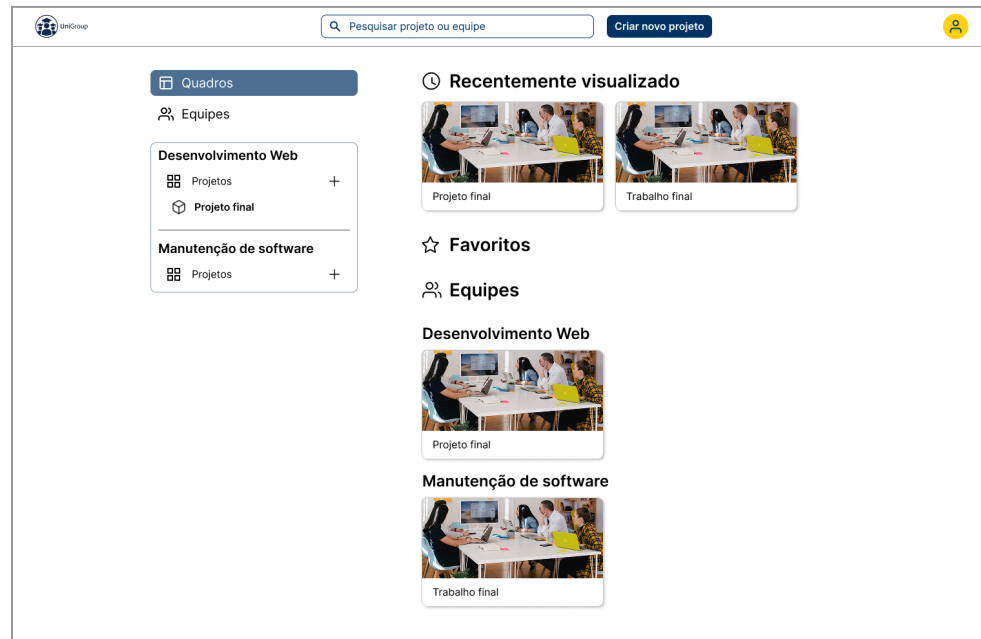 UniGroup
Pesquisar projeto ou equipe
Criar novo projeto
Quadros
Equipes
Desenvolvimento Web
Projetos
Projeto final
Manutenção de software
Projetos
Recentemente visualizado
Projeto final
Trabalho final
Favoritos
Equipes
Desenvolvimento Web
Projeto final
Manutenção de software
Trabalho final